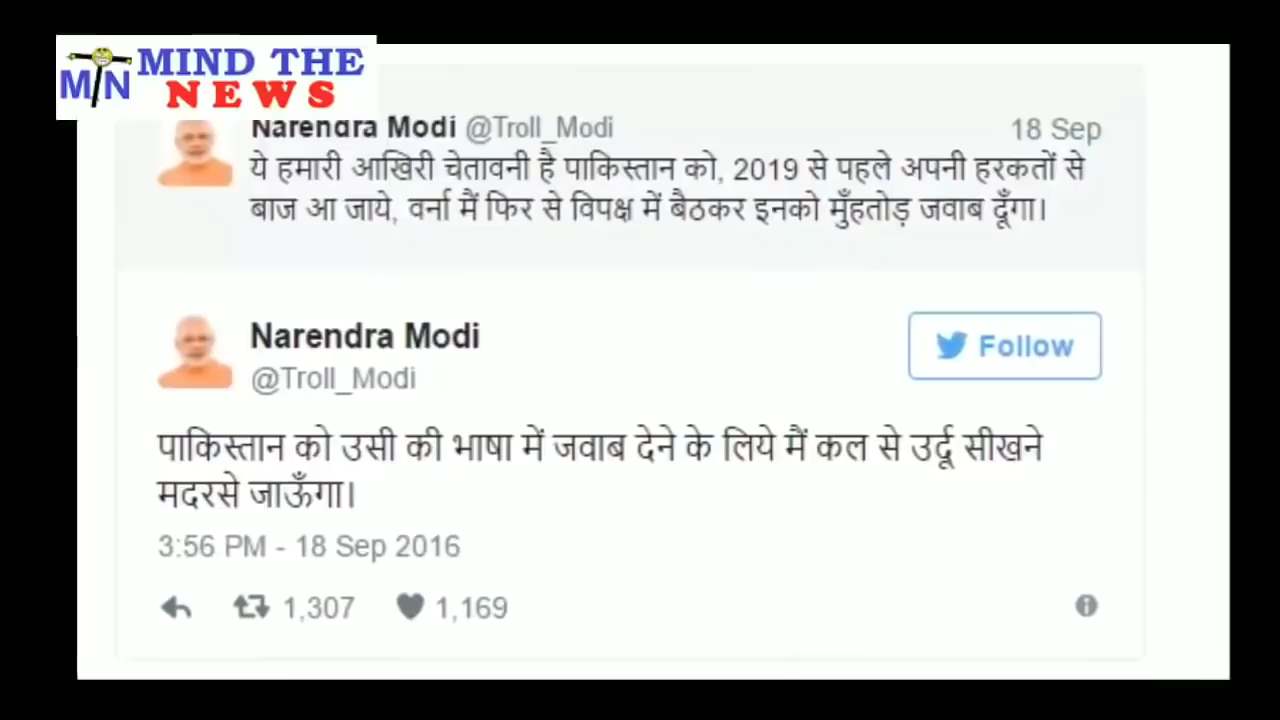 MIND THE
MTN
NEWS
Narendra Modi @Troll_Modi 18 Sep
ये हमारी आखिरी चेतावनी है पाकिस्तान को, 2019 से पहले अपनी हरकतों से
बाज आ जाये, वर्ना मैं फिर से विपक्ष में बैठकर इनको मुँहतोड़ जवाब दूँगा।
Narendra Modi
Follow
@Troll_Modi
पाकिस्तान को उसी की भाषा में जवाब देने के लिये मैं कल से उर्दू सीखने
मदरसे जाऊँगा।
3:56 PM - 18 Sep 2016
1,307 1,169